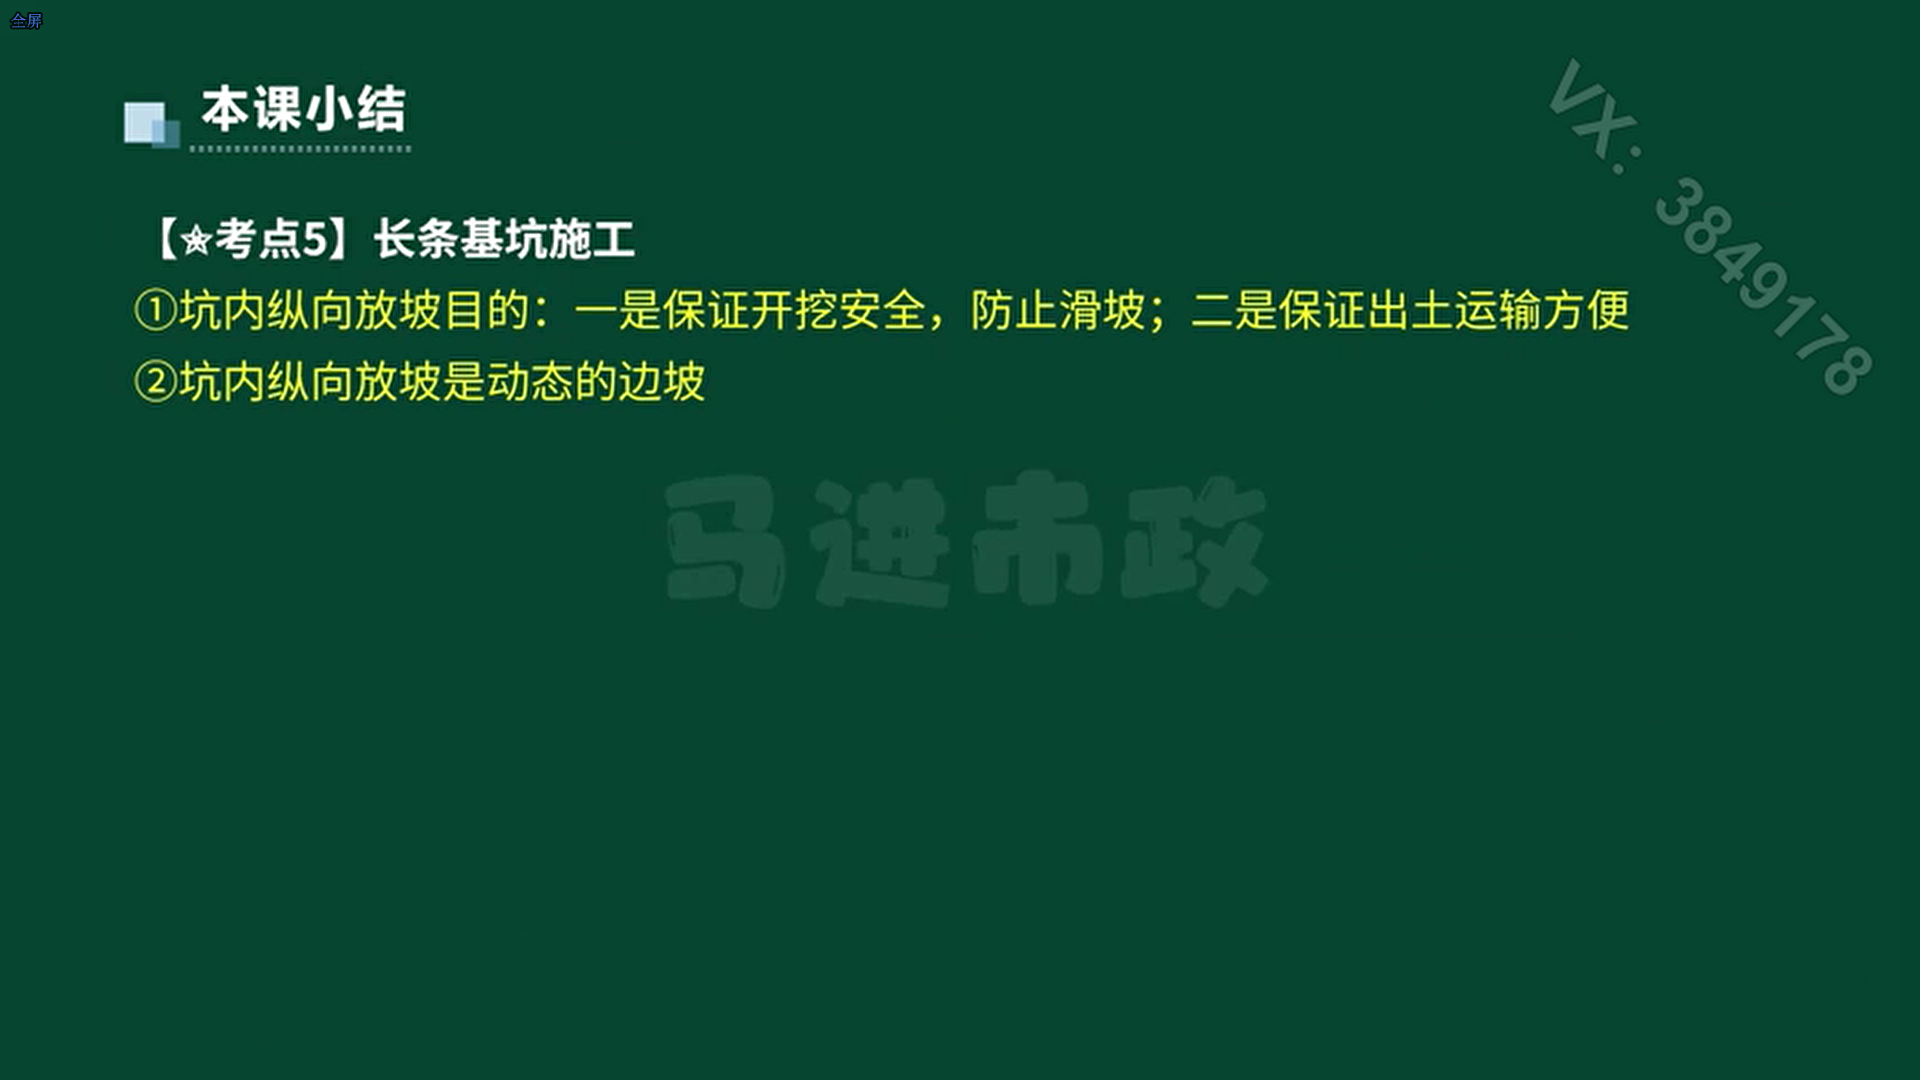 全屏
本课小结
【✯考点5】长条基坑施工
①坑内纵向放坡目的：一是保证开挖安全，防止滑坡；二是保证出土运输方便
②坑内纵向放坡是动态的边坡
马进市政
VX: 3849178